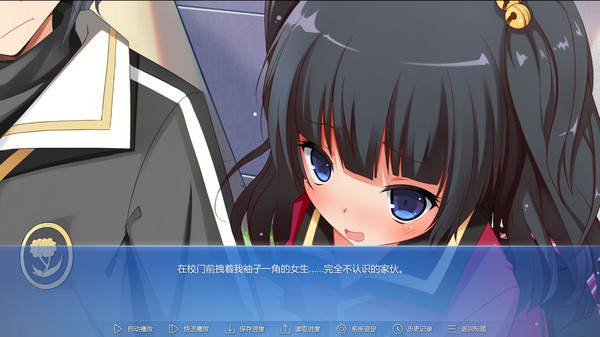 在校门前拽着我袖子一角的女生……完全不认识的家伙。
自动播放 快进播放 保存进度 读取进度 系统设定 历史记录 返回标题